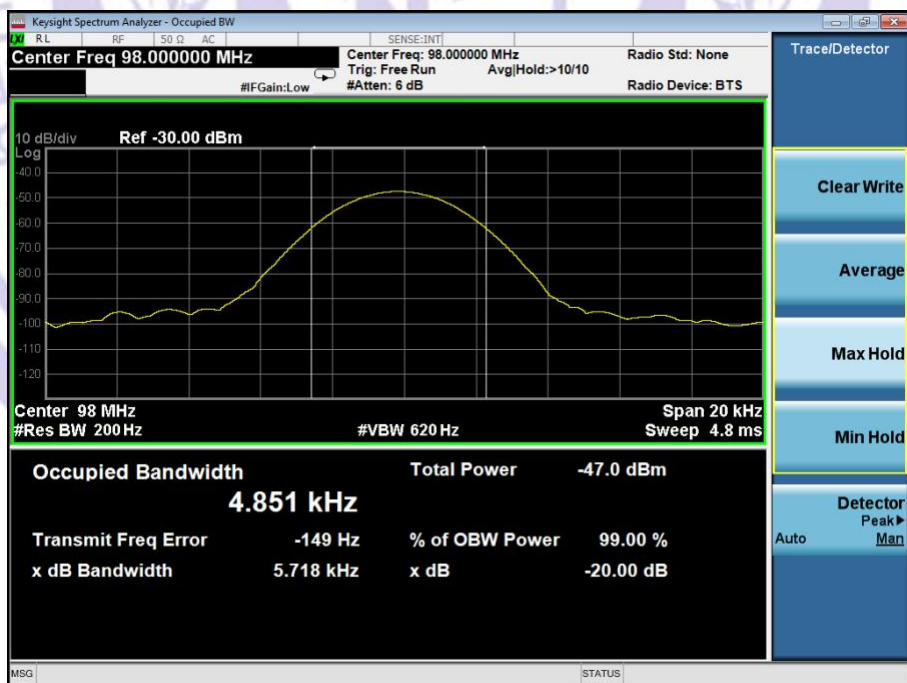 Keysight Spectrum Analyzer - Occupied BW
LXI RL RF 50 Ω AC SENSE:INT
Center Freq 98.000000 MHz
Center Freq: 98.000000 MHz Radio Std: None
Trig: Free Run Avg|Hold:>10/10
#IFGain:Low #Atten: 6 dB Radio Device: BTS
10 dB/div Ref -30.00 dBm
Log
-40.0
-50.0
-60.0
-70.0
-80.0
-90.0
-100
-110
-120
Center 98 MHz Span 20 kHz
#Res BW 200 Hz #VBW 620 Hz Sweep 4.8 ms
Occupied Bandwidth Total Power -47.0 dBm
4.851 kHz
Transmit Freq Error -149 Hz % of OBW Power 99.00 %
x dB Bandwidth 5.718 kHz x dB -20.00 dB
MSG STATUS
Trace/Detector
Clear Write
Average
Max Hold
Min Hold
Detector
Peak▶
Auto Man